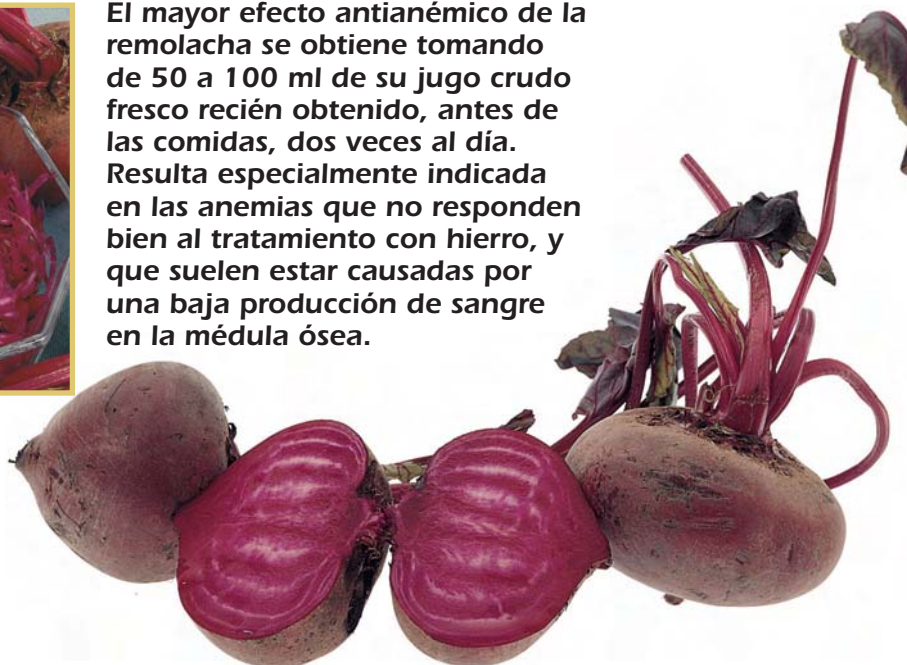 El mayor efecto antianémico de la
remolacha se obtiene tomando
de 50 a 100 ml de su jugo crudo
fresco recién obtenido, antes de
las comidas, dos veces al día.
Resulta especialmente indicada
en las anemias que no responden
bien al tratamiento con hierro, y
que suelen estar causadas por
una baja producción de sangre
en la médula ósea.